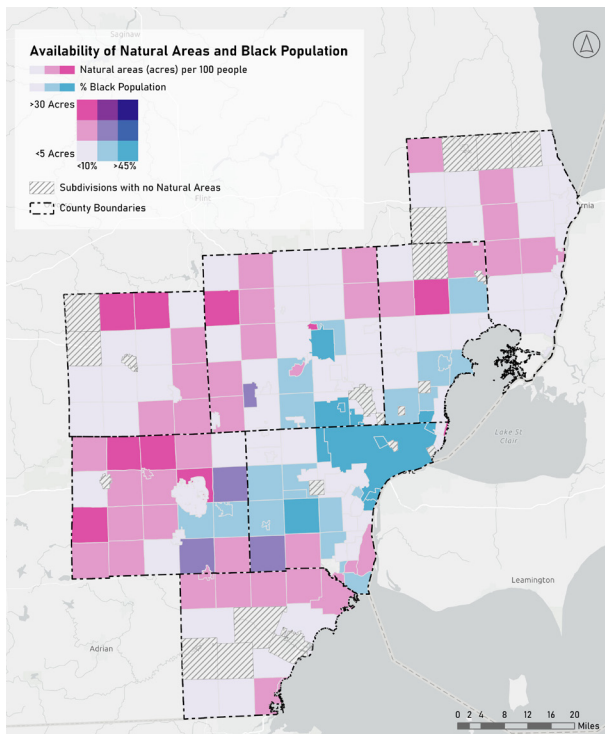 Saginaw
Availability of Natural Areas and Black Population
Natural areas (acres) per 100 people
% Black Population
>30 Acres
<5 Acres
<10% >45%
Subdivisions with no Natural Areas
County Boundaries
Flint
rnia
Lake St
Clair
Leamington
Adrian
0 2 4 8 12 16 20
Miles